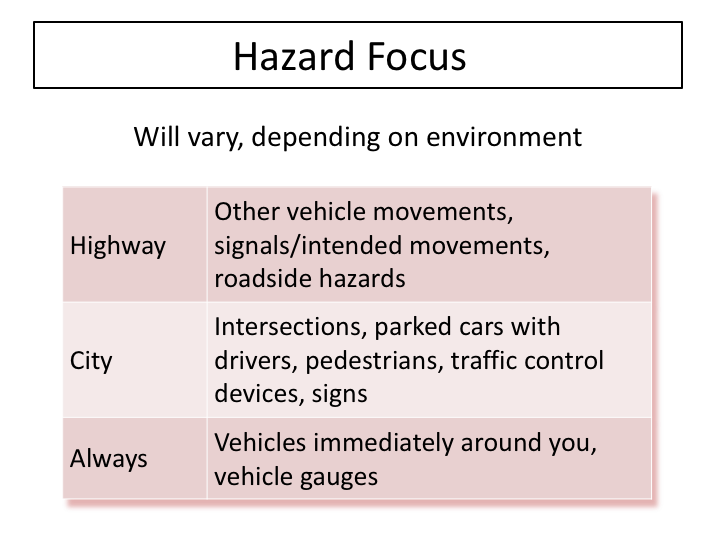 Hazard Focus
Will vary, depending on environment
Highway
Other vehicle movements,
signals/intended movements,
roadside hazards
City
Intersections, parked cars with
drivers, pedestrians, traffic control
devices, signs
Always
Vehicles immediately around you,
vehicle gauges